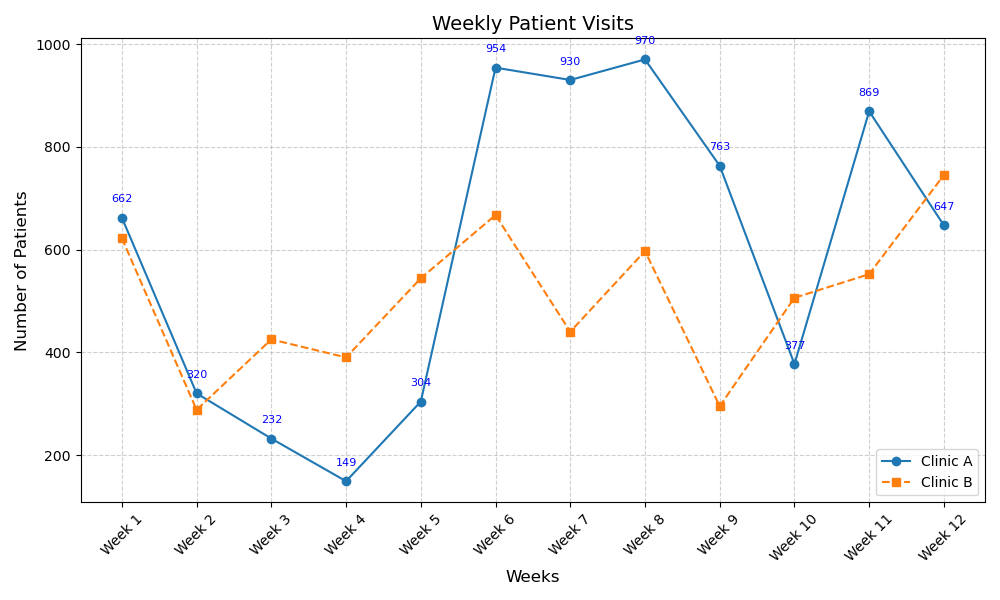 Weekly Patient Visits
Number of Patients
1000
800
600
400
200
662
320
232
149
304
954
930
970
763
377
869
647
Clinic A
Clinic B
Week 1
Week 2
Week 3
Week 4
Week 5
Week 6
Week 7
Week 8
Week 9
Week 10
Week 11
Week 12
Weeks